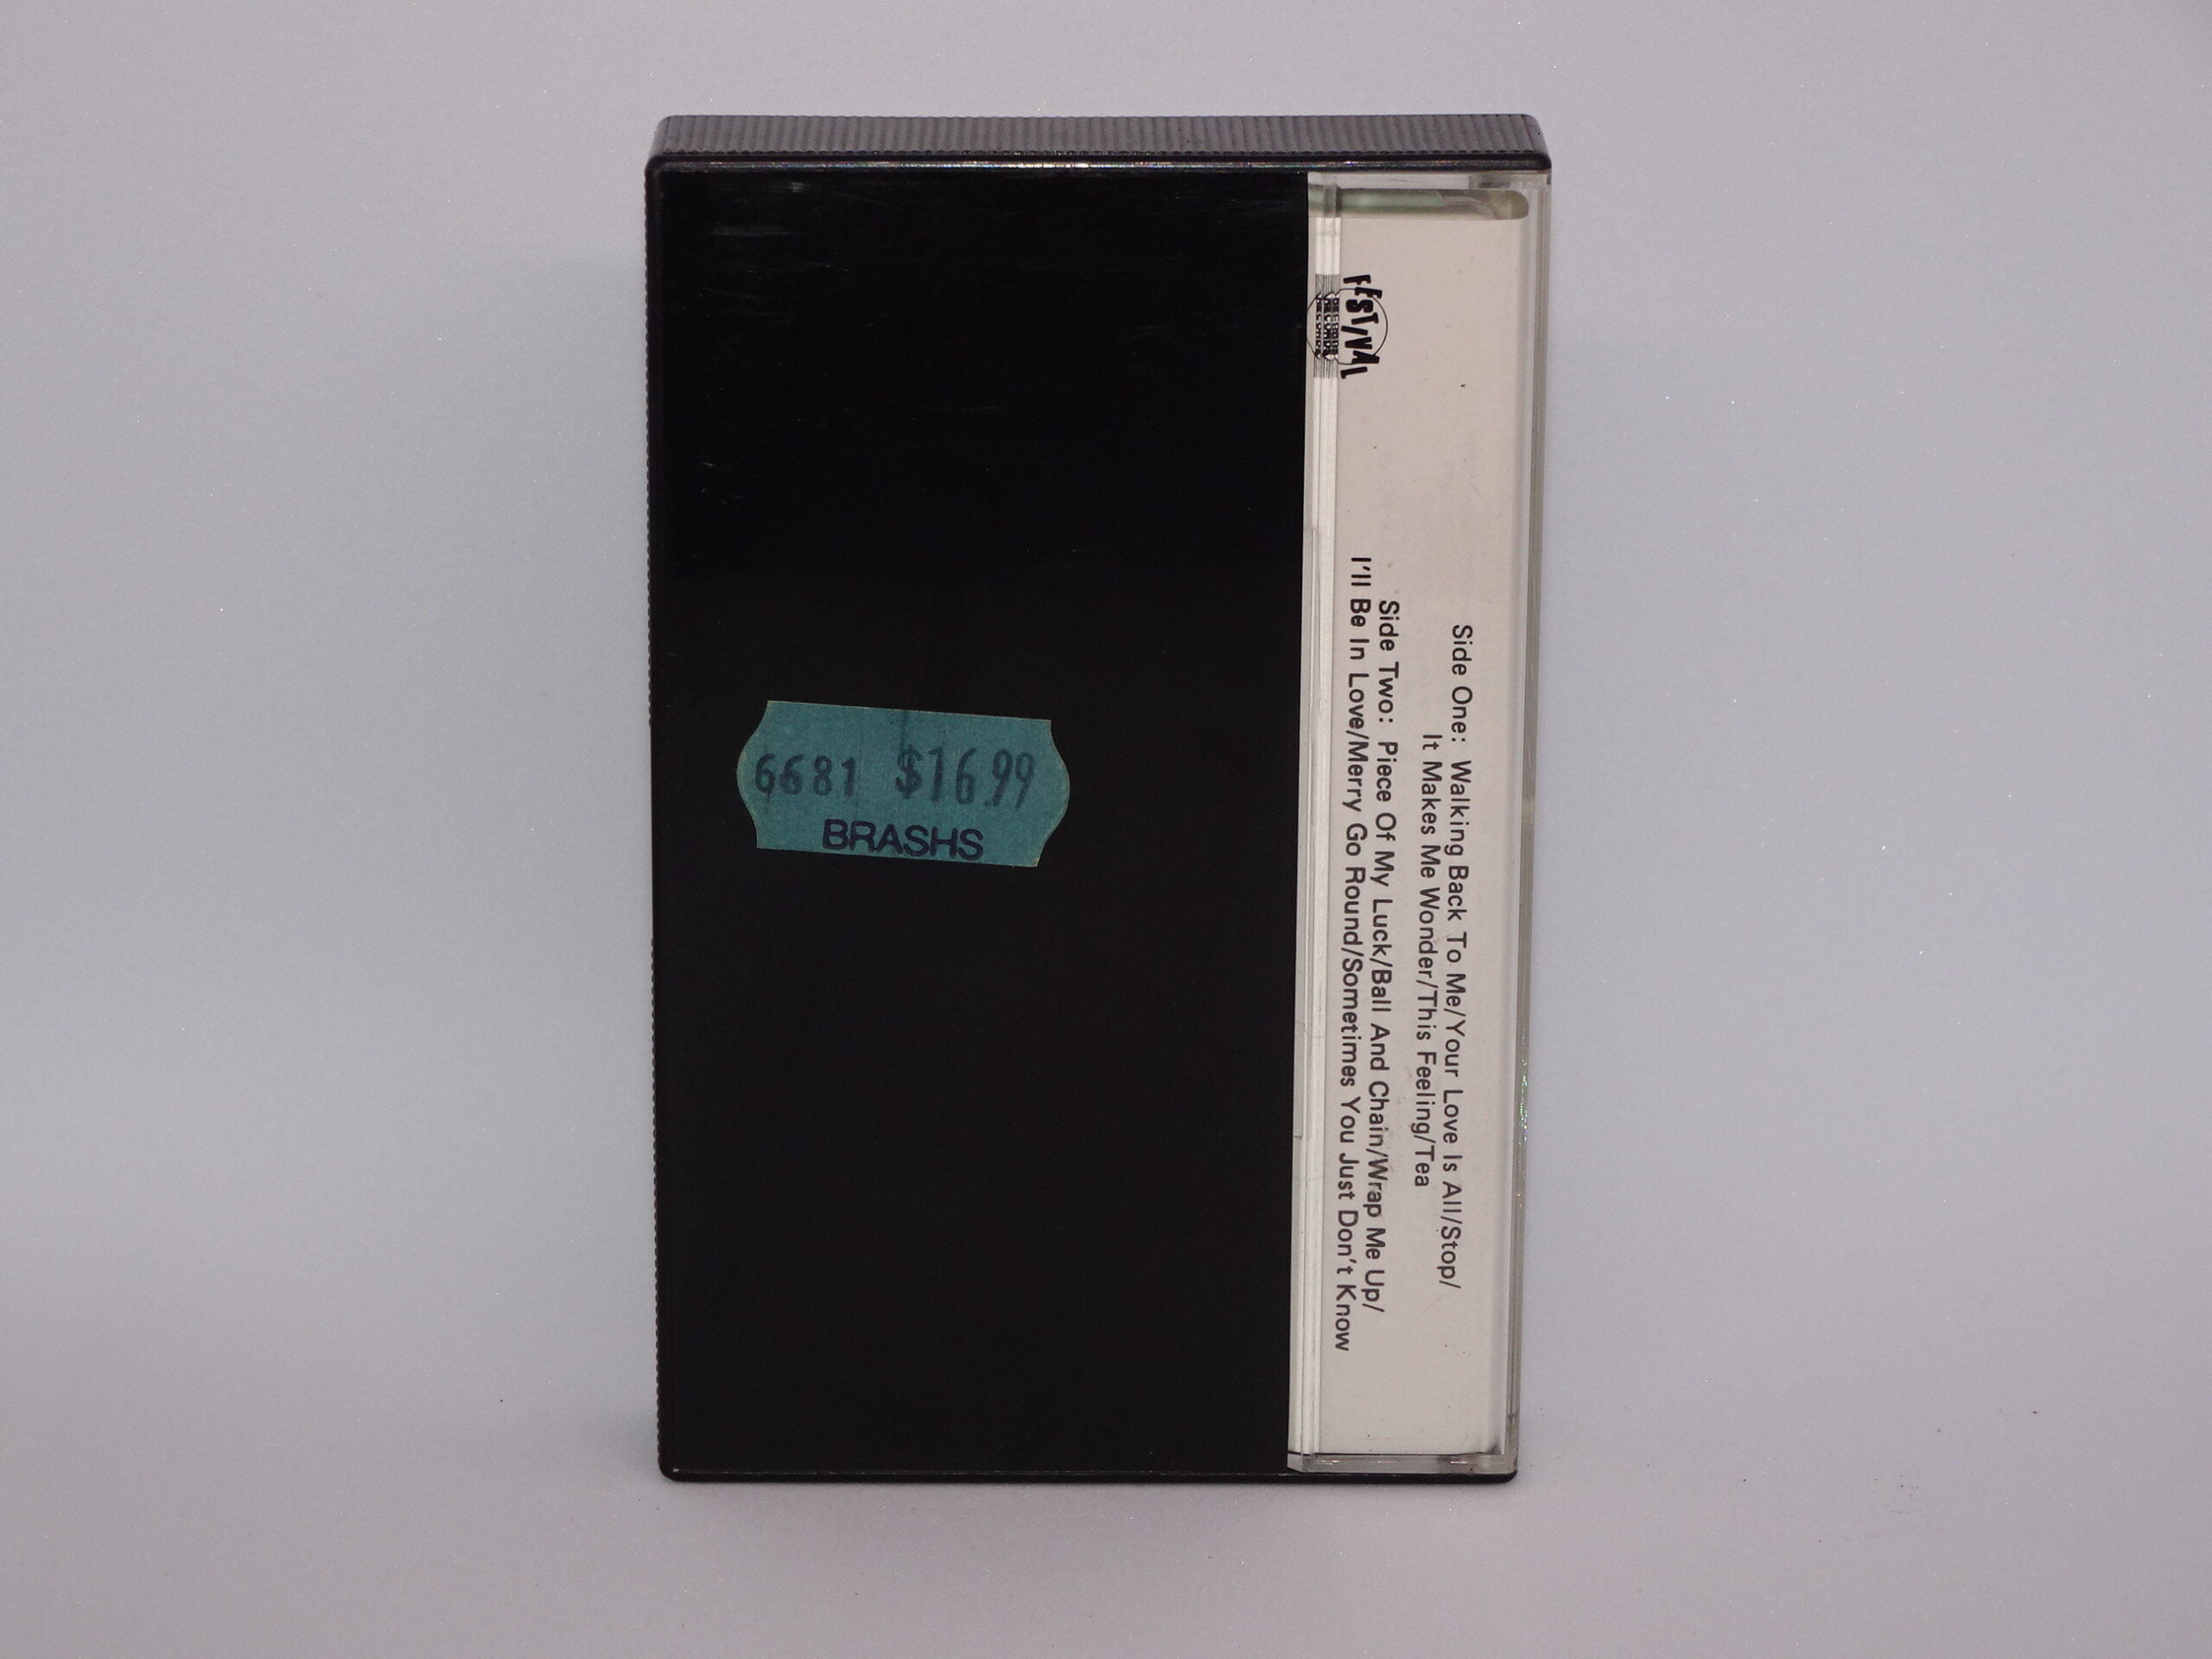 6681 $16.99
BRASHS
FESTIVAL
Side One: Walking Back To Me/Your Love Is All/Stop/
It Makes Me Wonder/This Feeling/Tea
Side Two: Piece Of My Luck/Ball And Chain/Wrap Me Up/
I'll Be In Love/Merry Go Round/Sometimes You Just Don't Know